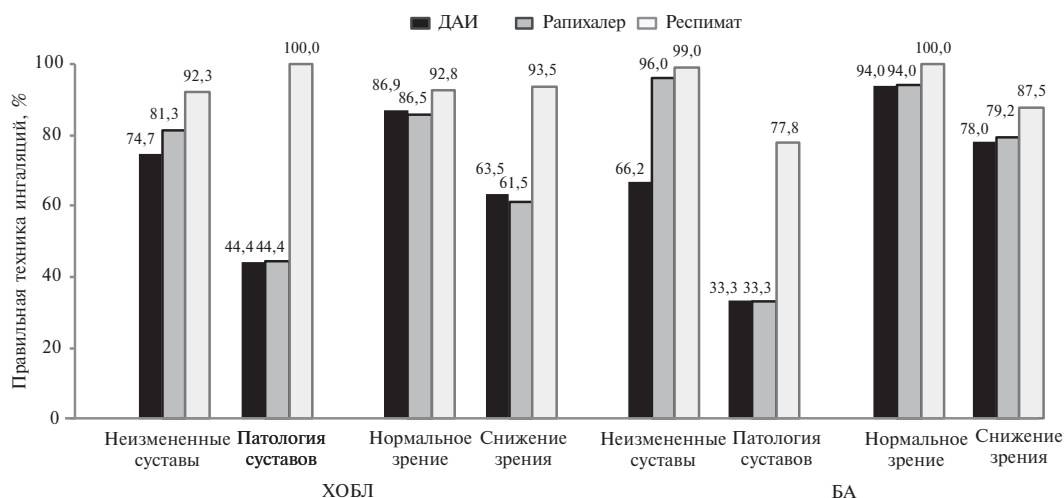 ДАИ Рапихалер Респимат
Правильная техника ингаляций, %
100
80
60
40
20
0
74,7 81,3 92,3
44,4 44,4 100,0
86,9 86,5 92,8
63,5 61,5 93,5
66,2 96,0 99,0
33,3 33,3 77,8
94,0 94,0 100,0
78,0 79,2 87,5
Неизмененные
суставы
Патология
суставов
Нормальное
зрение
Снижение
зрения
Неизмененные
суставы
Патология
суставов
Нормальное
зрение
Снижение
зрения
ХОБЛ
БА